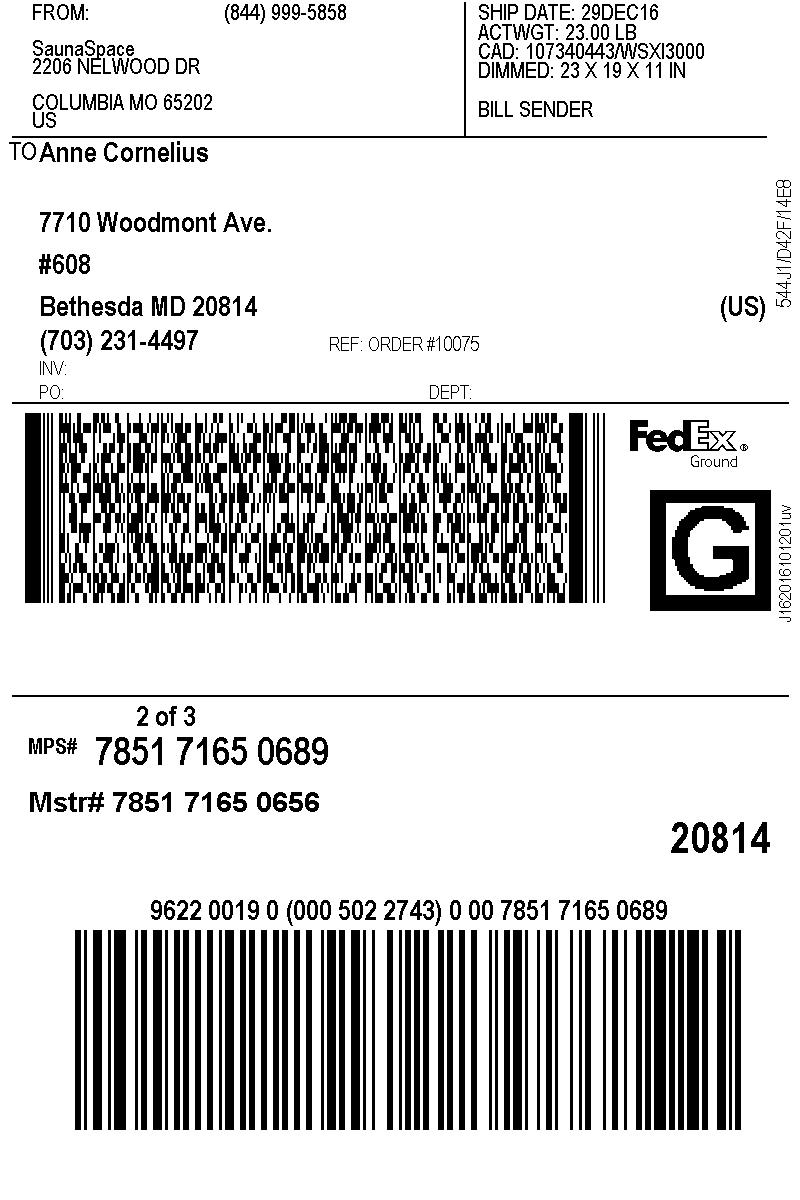 FROM: (844) 999-5858
SaunaSpace
2206 NELWOOD DR
COLUMBIA MO 65202
US
SHIP DATE: 29DEC16
ACTWGT: 23.00 LB
CAD: 107340443/WSXI3000
DIMMED: 23 X 19 X 11 IN
BILL SENDER
TO Anne Cornelius
7710 Woodmont Ave.
#608
Bethesda MD 20814 (US)
(703) 231-4497 REF: ORDER #10075
INV:
PO: DEPT:
544J1/D42F/14E8
FedEx®
Ground
G
J162016101201uv
2 of 3
MPS# 7851 7165 0689
Mstr# 7851 7165 0656
20814
9622 0019 0 (000 502 2743) 0 00 7851 7165 0689